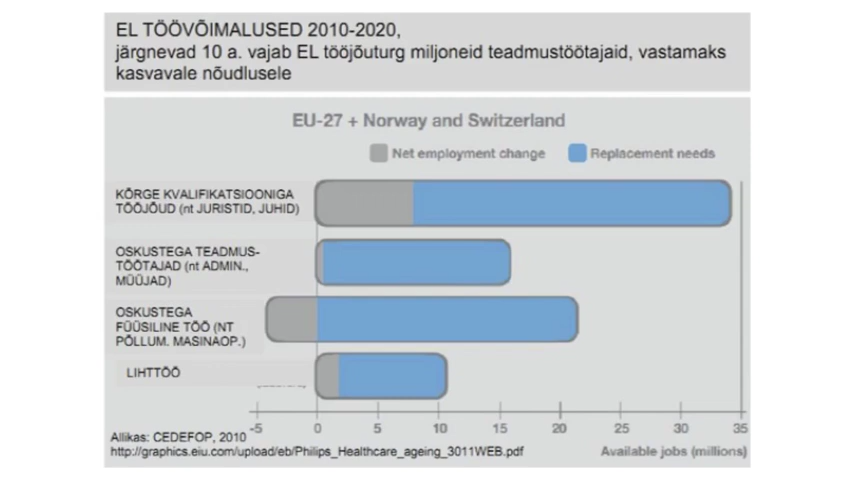 EL TÖÖVÕIMALUSED 2010-2020,
järgnevad 10 a. vajab EL tööjõuturg miljoneid teadmustöötajaid, vastamaks
kasvavale nõudlusele
EU-27 + Norway and Switzerland
Net employment change
Replacement needs
KÕRGE KVALIFIKATSIOONIGA
TÖÖJÕUD (nt JURISTID, JUHID)
OSKUSTEGA TEADMUS-
TÖÖTAJAD (nt ADMIN.,
MÜÜJAD)
OSKUSTEGA
FÜÜSILINE TÖÖ (NT
PÕLLUM. MASINAOP.)
LIHTTÖÖ
-5 0 5 10 15 20 25 30 35
Allikas: CEDEFOP, 2010
http://graphics.eiu.com/upload/eb/Philips_Healthcare_ageing_3011WEB.pdf
Available jobs (millions)